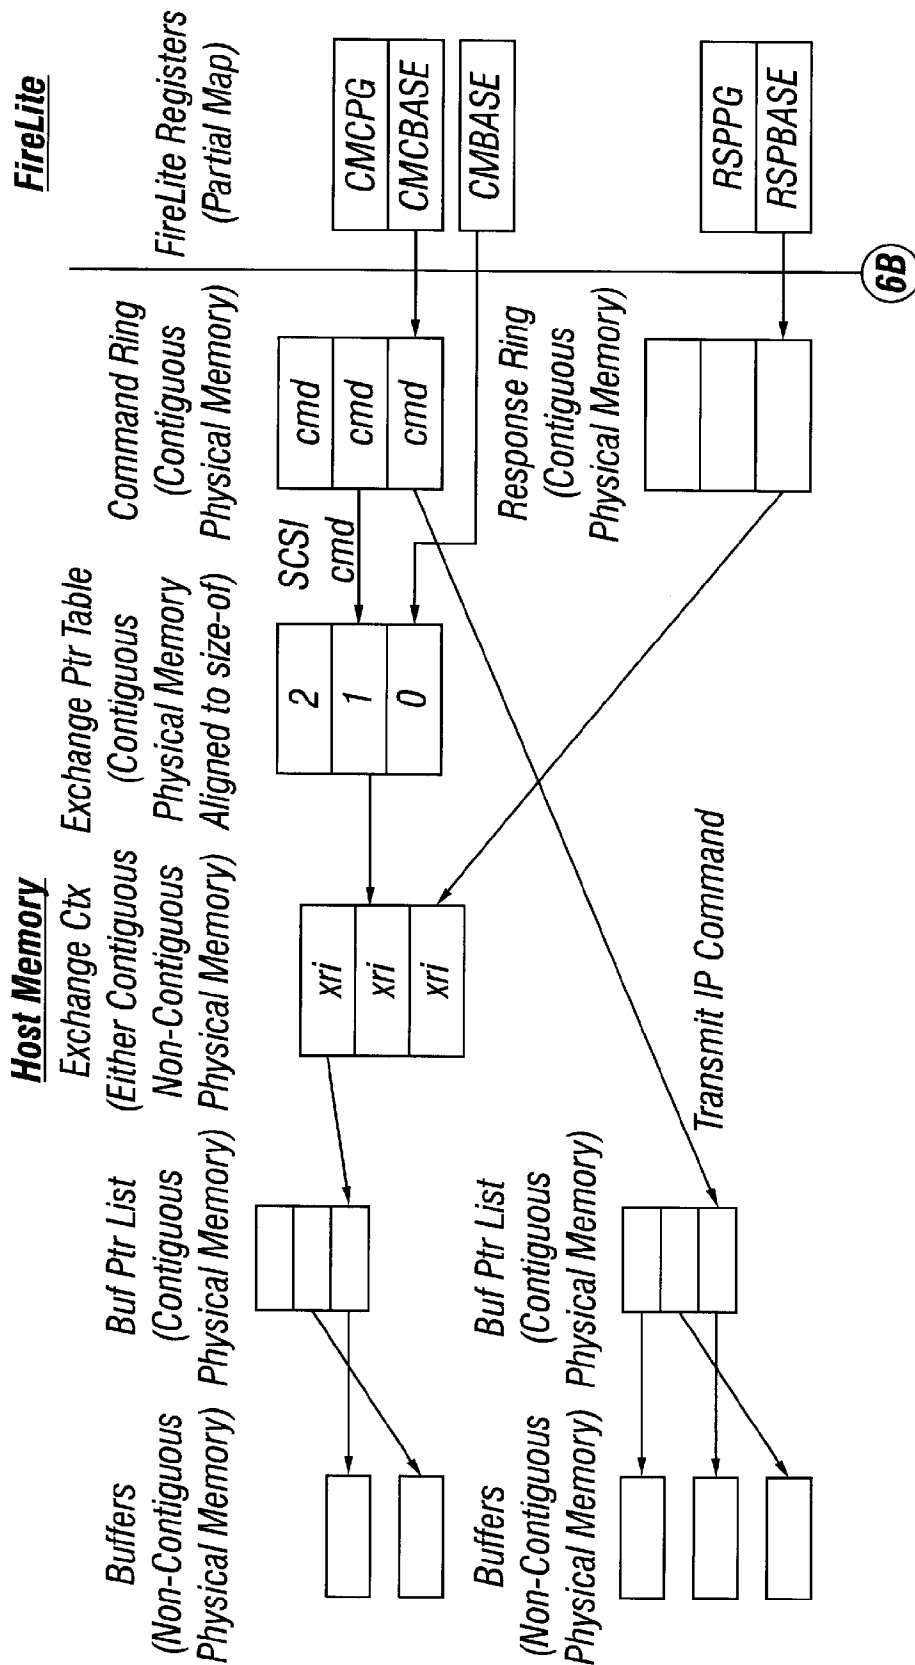 Host Memory
FireLite
Buffers
(Non-Contiguous
Physical Memory)
Buf Ptr List
(Contiguous
Physical Memory)
Exchange Ctx
(Either Contiguous
Non-Contiguous
Physical Memory)
Exchange Ptr Table
(Contiguous
Physical Memory
Aligned to size-of)
Command Ring
(Contiguous
Physical Memory)
FireLite Registers
(Partial Map)
xri
xri
xri
2
1
0
SCSI
cmd
cmd
cmd
cmd
CMCPG
CMCBASE
CMBASE
Buffers
(Non-Contiguous
Physical Memory)
Buf Ptr List
(Contiguous
Physical Memory)
Transmit IP Command
Response Ring
(Contiguous
Physical Memory)
RSPPG
RSPBASE
6B